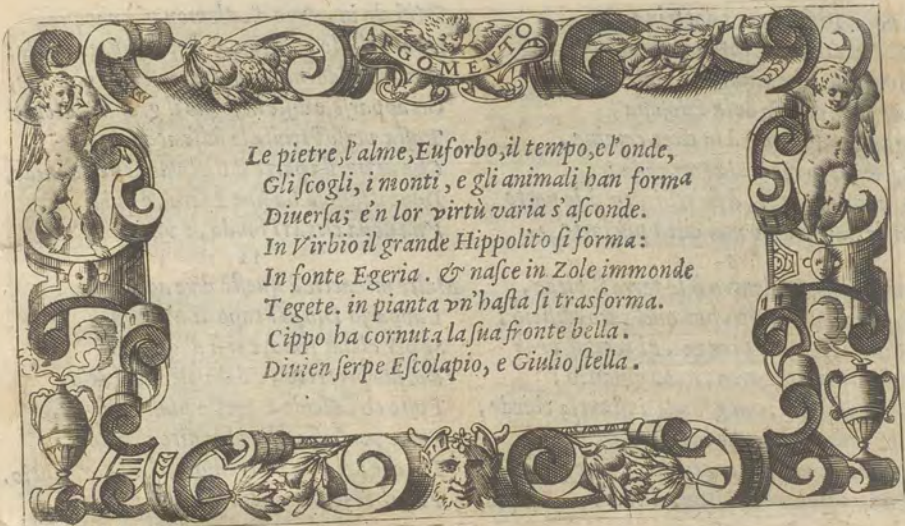 ARGOMENTO
Le pietre, l'alme, Euforbo, il tempo, e l'onde,
Gli ſcogli, i monti, e gli animali han forma
Diuerſa; e'n lor virtù varia s'aſconde.
In Virbio il grande Hippolito ſi forma:
In fonte Egeria. & naſce in Zole immonde
Tegete. in pianta vn'haſta ſi trasforma.
Cippo ha cornuta la ſua fronte bella.
Diuien ſerpe Eſcolapio, e Giulio ſtella.